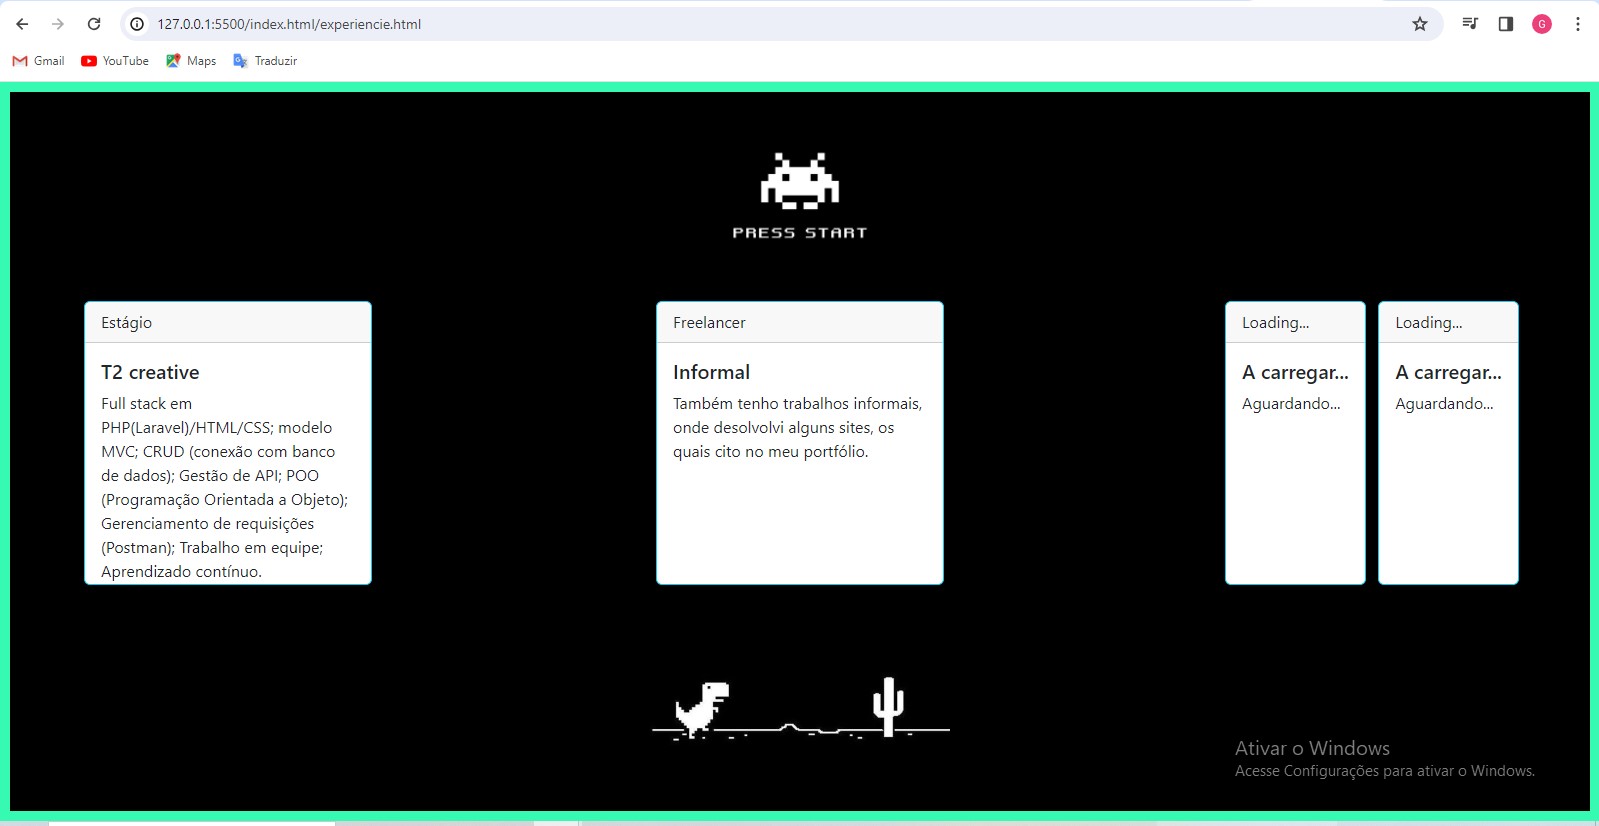 127.0.0.1:5500/index.html/experiencie.html
G
Gmail
YouTube
Maps
Traduzir
PRESS START
Estágio
T2 creative
Full stack em
PHP(Laravel)/HTML/CSS; modelo
MVC; CRUD (conexão com banco
de dados); Gestão de API; POO
(Programação Orientada a Objeto);
Gerenciamento de requisições
(Postman); Trabalho em equipe;
Aprendizado contínuo.
Freelancer
Informal
Também tenho trabalhos informais,
onde desolvolvi alguns sites, os
quais cito no meu portfólio.
Loading...
A carregar...
Aguardando...
Loading...
A carregar...
Aguardando...
Ativar o Windows
Acesse Configurações para ativar o Windows.